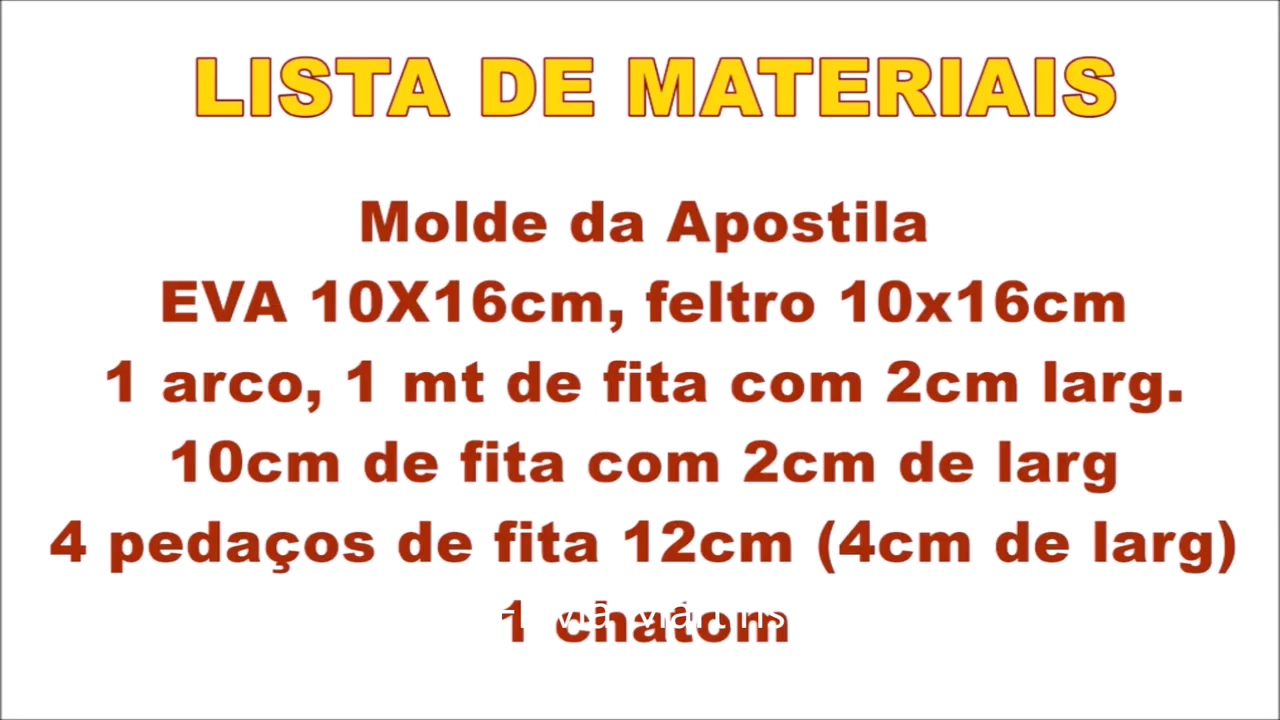 LISTA DE MATERIAIS
Molde da Apostila
EVA 10X16cm, feltro 10x16cm
1 arco, 1 mt de fita com 2cm larg.
10cm de fita com 2cm de larg
4 pedaços de fita 12cm (4cm de larg)
1 chatom
Martins